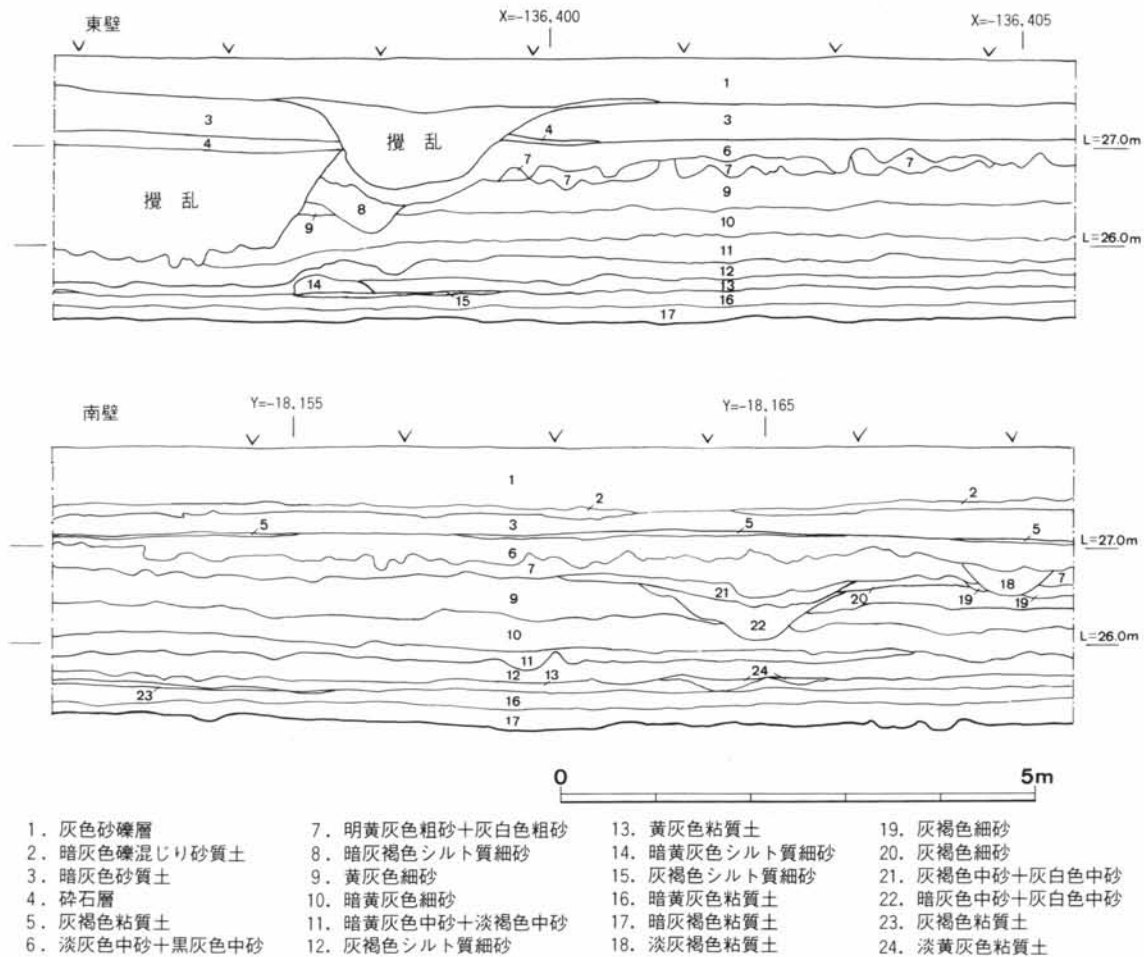 東壁
X=-136.400
X=-136.405
1
3
3
攪 乱
4
4
6
L=27.0m
7
7
7
7
9
攪 乱
8
9
10
L=26.0m
11
12
14
13
15
16
17
南壁
Y=-18.155
Y=-18.165
1
2
2
5
3
5
5
L=27.0m
6
7
18
7
21
9
20
19
19
22
10
L=26.0m
11
24
12
13
23
16
17
0
5m
1. 灰色砂礫層
2. 暗灰色礫混じり砂質土
3. 暗灰色砂質土
4. 砕石層
5. 灰褐色粘質土
6. 淡灰色中砂+黒灰色中砂
7. 明黄灰色粗砂+灰白色粗砂
8. 暗灰褐色シルト質細砂
9. 黄灰色細砂
10. 暗黄灰色細砂
11. 暗黄灰色中砂+淡褐色中砂
12. 灰褐色シルト質細砂
13. 黄灰色粘質土
14. 暗黄灰色シルト質細砂
15. 灰褐色シルト質細砂
16. 暗黄灰色粘質土
17. 暗灰褐色粘質土
18. 淡灰褐色粘質土
19. 灰褐色細砂
20. 灰褐色細砂
21. 灰褐色中砂+灰白色中砂
22. 暗灰色中砂+灰白色中砂
23. 灰褐色粘質土
24. 淡黄灰色粘質土